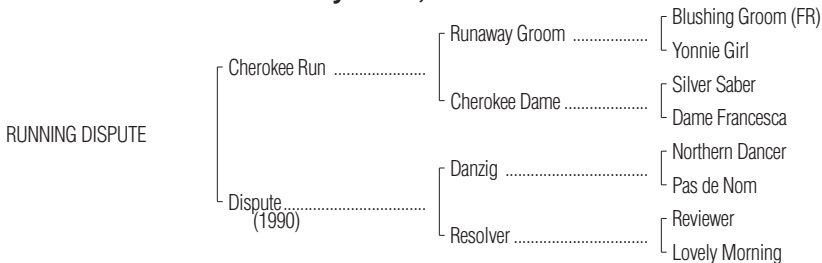 Blushing Groom (FR)
Runaway Groom ..................
Yonnie Girl
Cherokee Run ......................
Silver Saber
Cherokee Dame ....................
Dame Francesca
RUNNING DISPUTE
Northern Dancer
Danzig ..................................
Pas de Nom
Dispute..................................
(1990)
Reviewer
Resolver ................................
Lovely Morning